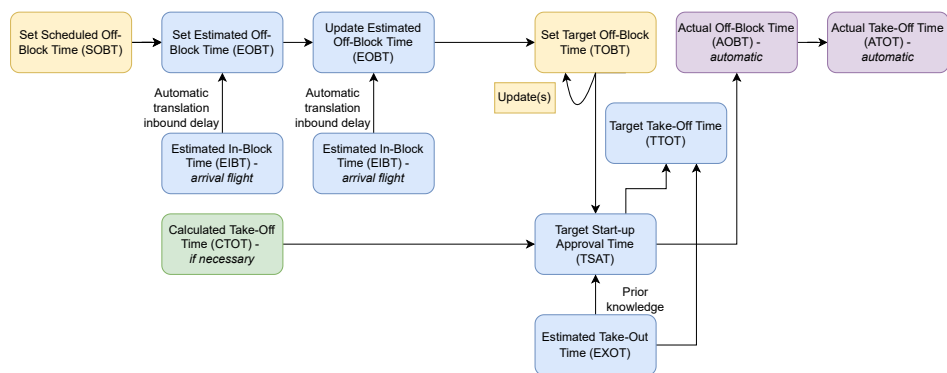 Set Scheduled Off-
Block Time (SOBT)
Set Estimated Off-
Block Time (EOBT)
Update Estimated
Off-Block Time
(EOBT)
Set Target Off-Block
Time (TOBT)
Actual Off-Block Time
(AOBT) -
automatic
Actual Take-Off Time
(ATOT) -
automatic
Update(s)
Automatic
translation
inbound delay
Automatic
translation
inbound delay
Target Take-Off Time
(TTOT)
Estimated In-Block
Time (EIBT) -
arrival flight
Estimated In-Block
Time (EIBT) -
arrival flight
Calculated Take-Off
Time (CTOT) -
if necessary
Target Start-up
Approval Time
(TSAT)
Prior
knowledge
Estimated Take-Out
Time (EXOT)